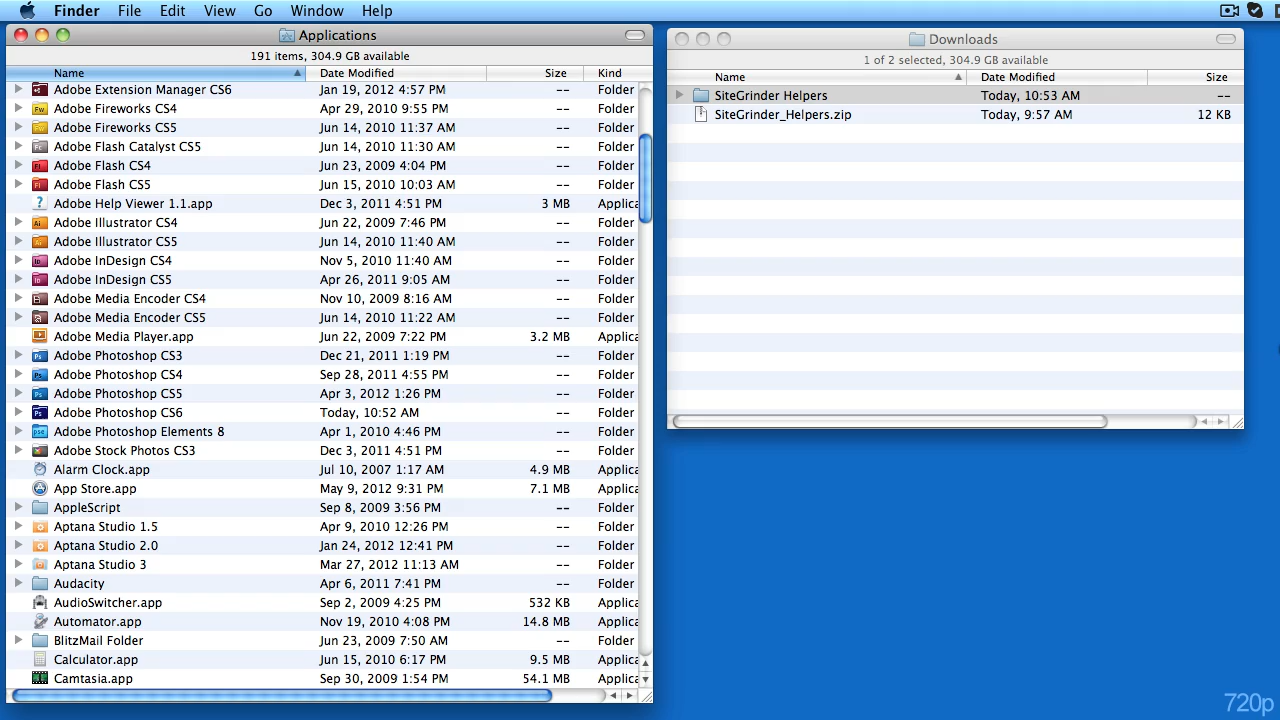 Finder File Edit View Go Window Help
Applications
191 items, 304.9 GB available
Name Date Modified Size Kind
Adobe Extension Manager CS6 Jan 19, 2012 4:57 PM -- Folder
Adobe Fireworks CS4 Apr 29, 2010 9:55 PM -- Folder
Adobe Fireworks CS5 Jun 14, 2010 11:37 AM -- Folder
Adobe Flash Catalyst CS5 Jun 14, 2010 11:30 AM -- Folder
Adobe Flash CS4 Jun 23, 2009 4:04 PM -- Folder
Adobe Flash CS5 Jun 15, 2010 10:03 AM -- Folder
Adobe Help Viewer 1.1.app Dec 3, 2011 4:51 PM 3 MB Applica
Adobe Illustrator CS4 Jun 22, 2009 7:46 PM -- Folder
Adobe Illustrator CS5 Jun 14, 2010 11:40 AM -- Folder
Adobe InDesign CS4 Nov 5, 2010 11:40 AM -- Folder
Adobe InDesign CS5 Apr 26, 2011 9:05 AM -- Folder
Adobe Media Encoder CS4 Nov 10, 2009 8:16 AM -- Folder
Adobe Media Encoder CS5 Jun 14, 2010 11:22 AM -- Folder
Adobe Media Player.app Jun 22, 2009 7:22 PM 3.2 MB Applica
Adobe Photoshop CS3 Dec 21, 2011 1:19 PM -- Folder
Adobe Photoshop CS4 Sep 28, 2011 4:55 PM -- Folder
Adobe Photoshop CS5 Apr 3, 2012 1:26 PM -- Folder
Adobe Photoshop CS6 Today, 10:52 AM -- Folder
Adobe Photoshop Elements 8 Apr 1, 2010 4:46 PM -- Folder
Adobe Stock Photos CS3 Dec 3, 2011 4:51 PM -- Folder
Alarm Clock.app Jul 10, 2007 1:17 AM 4.9 MB Applica
App Store.app May 9, 2012 9:31 PM 7.1 MB Applica
AppleScript Sep 8, 2009 3:56 PM -- Folder
Aptana Studio 1.5 Apr 9, 2010 12:26 PM -- Folder
Aptana Studio 2.0 Jan 24, 2012 12:41 PM -- Folder
Aptana Studio 3 Mar 27, 2012 11:13 AM -- Folder
Audacity Apr 6, 2011 7:41 PM -- Folder
AudioSwitcher.app Sep 2, 2009 4:25 PM 532 KB Applica
Automator.app Nov 19, 2010 4:08 PM 14.8 MB Applica
BlitzMail Folder Jun 23, 2009 7:50 AM -- Folder
Calculator.app Jun 15, 2010 6:17 PM 9.5 MB Applica
Camtasia.app Sep 30, 2009 1:54 PM 54.1 MB Applica
Downloads
1 of 2 selected, 304.9 GB available
Name Date Modified Size
SiteGrinder Helpers Today, 10:53 AM --
SiteGrinder_Helpers.zip Today, 9:57 AM 12 KB
720p